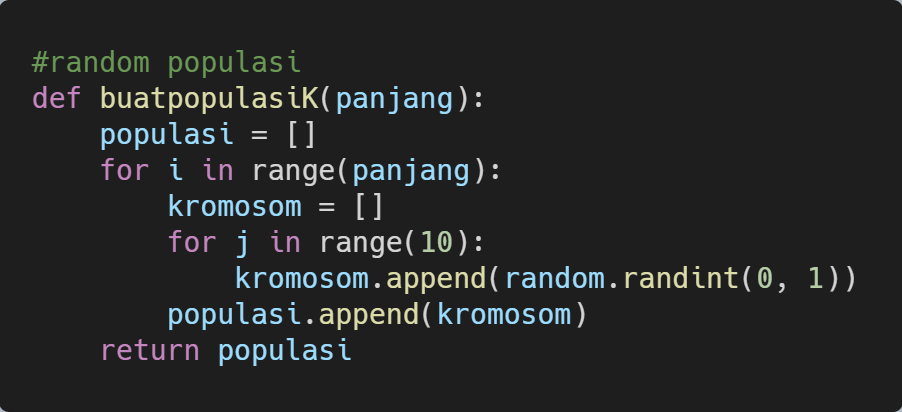 #random populasi
def buatpopulasiK(panjang):
    populasi = []
    for i in range(panjang):
        kromosom = []
        for j in range(10):
            kromosom.append(random.randint(0, 1))
        populasi.append(kromosom)
    return populasi